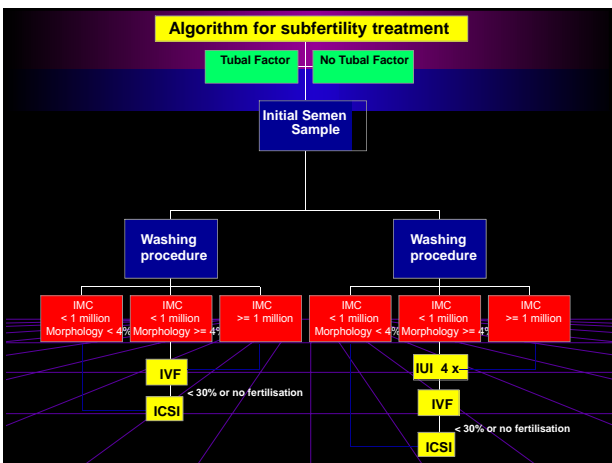 Algorithm for subfertility treatment
Tubal Factor
No Tubal Factor
Initial Semen
Sample
Washing
procedure
Washing
procedure
IMC
< 1 million
Morphology < 4%
IMC
< 1 million
Morphology >= 4%
IMC
>= 1 million
IMC
< 1 million
Morphology < 4%
IMC
< 1 million
Morphology >= 4%
IMC
>= 1 million
IVF
< 30% or no fertilisation
ICSI
IUI 4 x
IVF
< 30% or no fertilisation
ICSI